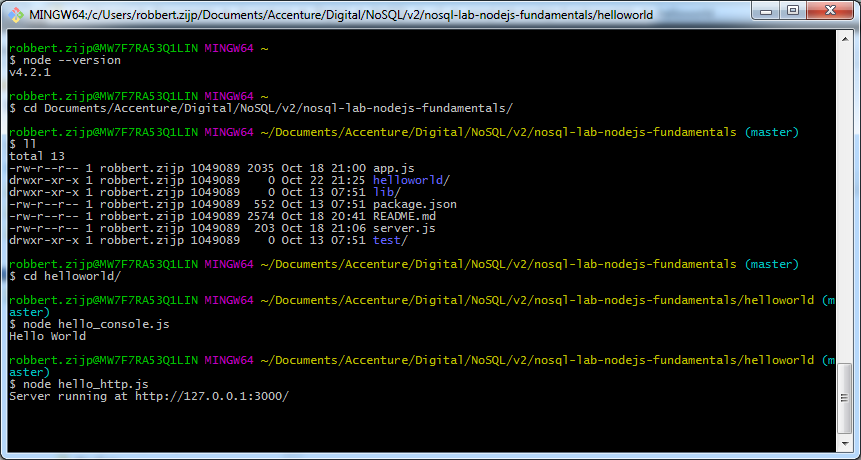 MINGW64:/c/Users/robbert.zijp/Documents/Accenture/Digital/NoSQL/v2/nosql-lab-nodejs-fundamentals/helloworld
robbert.zijp@MW7F7RA53Q1LIN MINGW64 ~
$ node --version
v4.2.1
robbert.zijp@MW7F7RA53Q1LIN MINGW64 ~
$ cd Documents/Accenture/Digital/NoSQL/v2/nosql-lab-nodejs-fundamentals/
robbert.zijp@MW7F7RA53Q1LIN MINGW64 ~/Documents/Accenture/Digital/NoSQL/v2/nosql-lab-nodejs-fundamentals (master)
$ ll
total 13
-rw-r--r-- 1 robbert.zijp 1049089 2035 Oct 18 21:00 app.js
drwxr-xr-x 1 robbert.zijp 1049089    0 Oct 22 21:25 helloworld/
drwxr-xr-x 1 robbert.zijp 1049089    0 Oct 13 07:51 lib/
-rw-r--r-- 1 robbert.zijp 1049089  552 Oct 13 07:51 package.json
-rw-r--r-- 1 robbert.zijp 1049089 2574 Oct 18 20:41 README.md
-rw-r--r-- 1 robbert.zijp 1049089  203 Oct 18 21:06 server.js
drwxr-xr-x 1 robbert.zijp 1049089    0 Oct 13 07:51 test/
robbert.zijp@MW7F7RA53Q1LIN MINGW64 ~/Documents/Accenture/Digital/NoSQL/v2/nosql-lab-nodejs-fundamentals (master)
$ cd helloworld/
robbert.zijp@MW7F7RA53Q1LIN MINGW64 ~/Documents/Accenture/Digital/NoSQL/v2/nosql-lab-nodejs-fundamentals/helloworld (m
aster)
$ node hello_console.js
Hello World
robbert.zijp@MW7F7RA53Q1LIN MINGW64 ~/Documents/Accenture/Digital/NoSQL/v2/nosql-lab-nodejs-fundamentals/helloworld (m
aster)
$ node hello_http.js
Server running at http://127.0.0.1:3000/